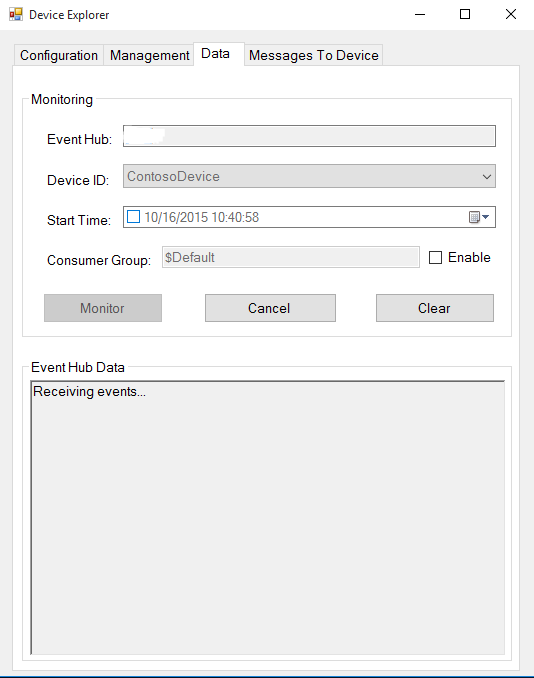 Device Explorer
Configuration Management Data Messages To Device
Monitoring
Event Hub:
Device ID: ContosoDevice
Start Time: 10/16/2015 10:40:58
Consumer Group: $Default Enable
Monitor Cancel Clear
Event Hub Data
Receiving events...